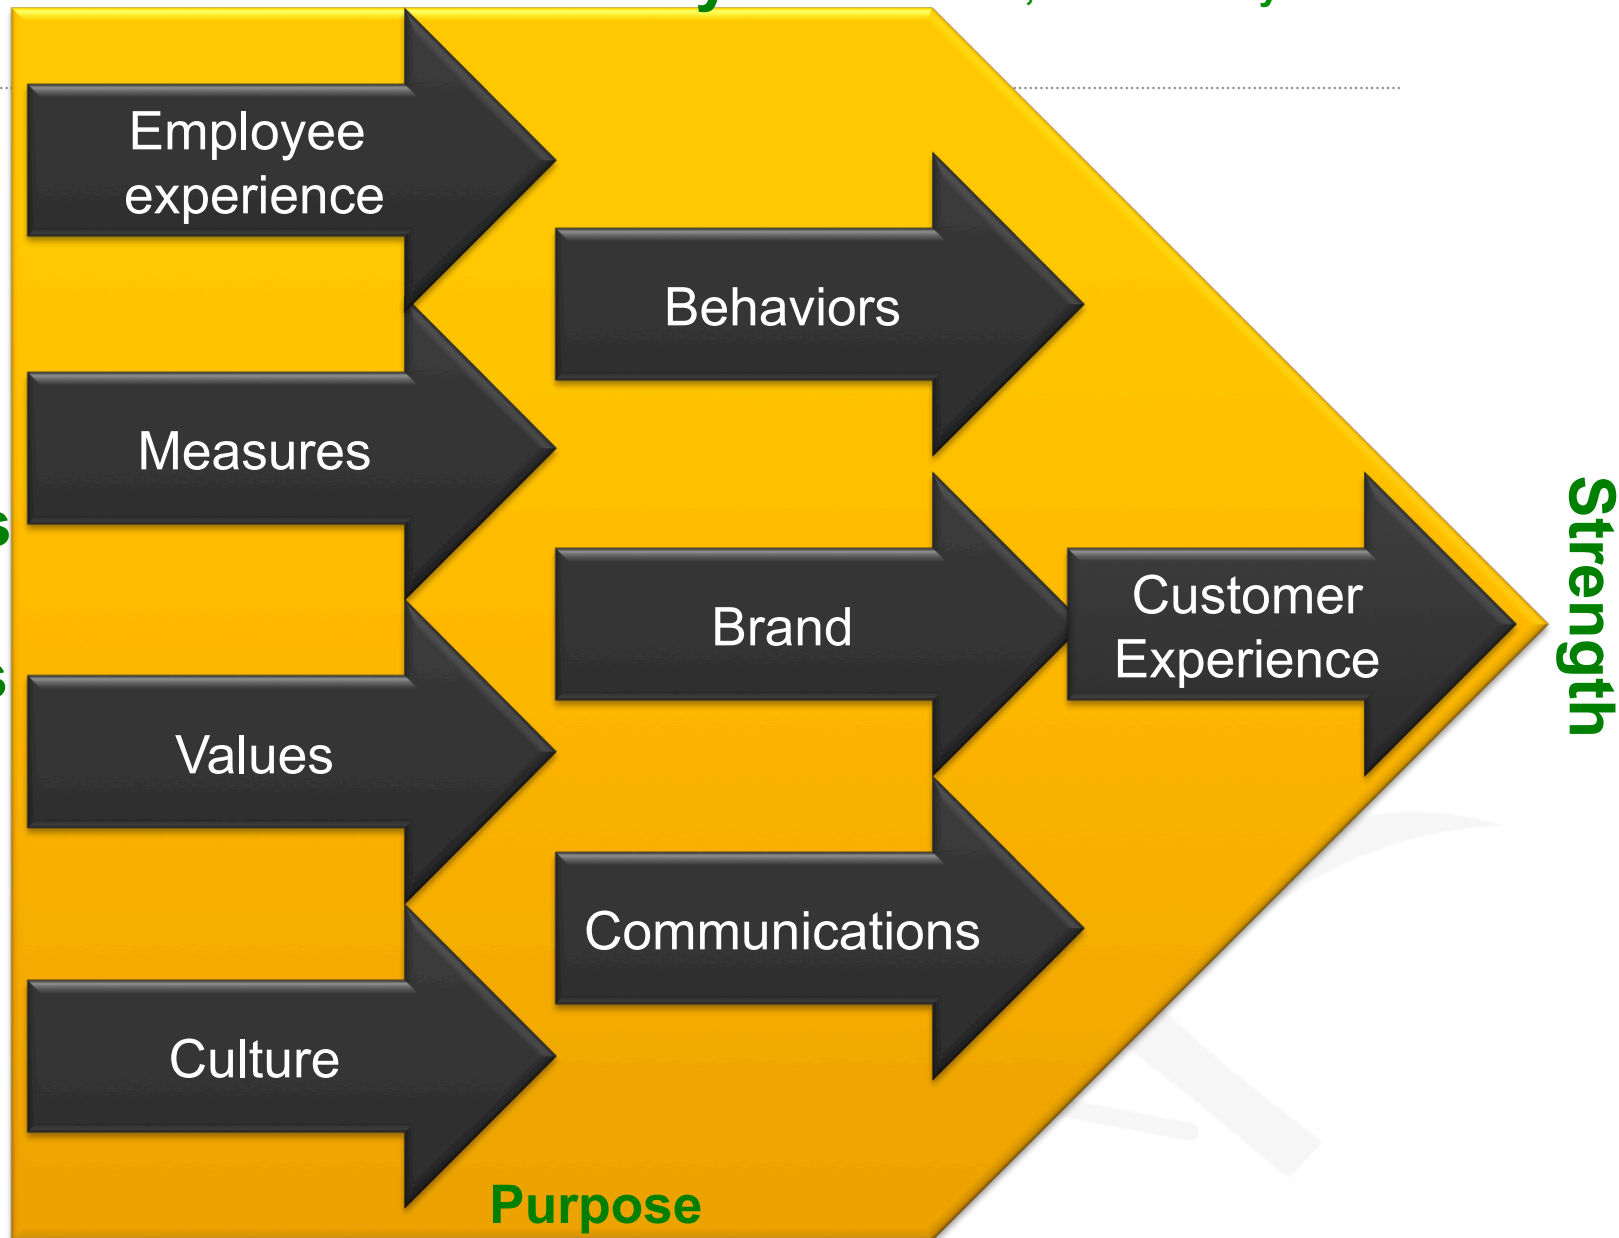 Employee
experience
Behaviors
Measures
Brand
Customer
Experience
Values
Communications
Culture
Purpose
Strength